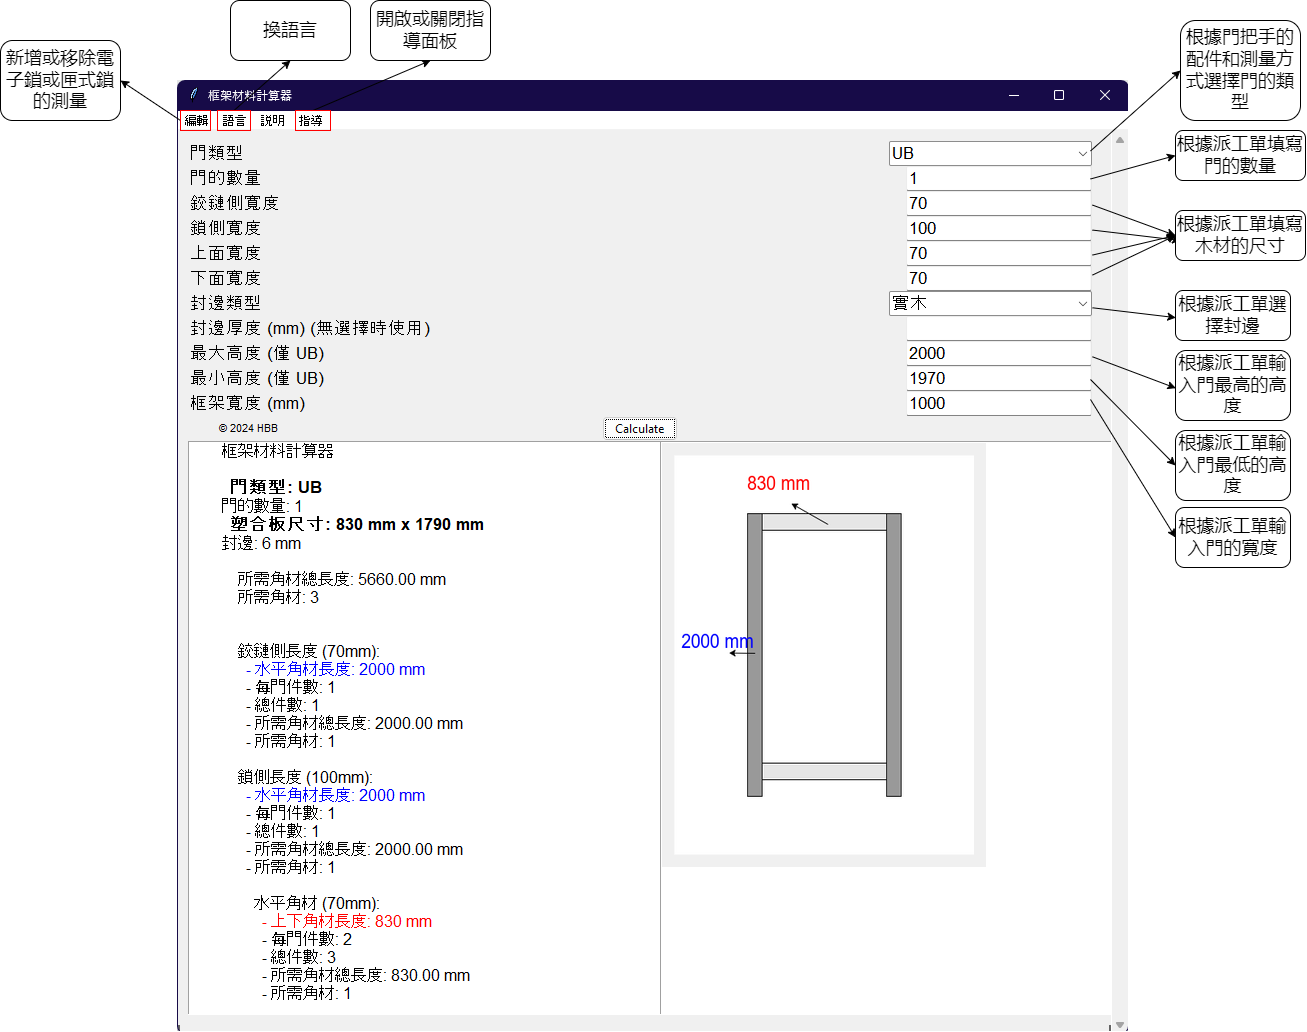 換語言
開啟或關閉指
導面板
新增或移除電
子鎖或匣式鎖
的測量
根據門把手的
配件和測量方
式選擇門的類
型
框架材料計算器
編輯 語言 説明 指導
門類型 UB
根據派工單填寫
門的數量
門的數量 1
鉸鏈側寬度 70
根據派工單填寫
木材的尺寸
鎖側寬度 100
上面寬度 70
下面寬度 70
封邊類型 實木
根據派工單選
擇封邊
封邊厚度 (mm) (無選擇時使用)
最大高度 (僅 UB) 2000
根據派工單輸
入門最高的高
度
最小高度 (僅 UB) 1970
框架寬度 (mm) 1000
根據派工單輸
入門最低的高
度
根據派工單輸
入門的寬度
© 2024 HBB
Calculate
框架材料計算器
門類型: UB
門的數量: 1
塑合板尺寸: 830 mm x 1790 mm
封邊: 6 mm
所需角材總長度: 5660.00 mm
所需角材: 3
鉸鏈側長度 (70mm):
- 水平角材長度: 2000 mm
- 每門件數: 1
- 總件數: 1
- 所需角材總長度: 2000.00 mm
- 所需角材: 1
鎖側長度 (100mm):
- 水平角材長度: 2000 mm
- 每門件數: 1
- 總件數: 1
- 所需角材總長度: 2000.00 mm
- 所需角材: 1
水平角材 (70mm):
- 上下角材長度: 830 mm
- 每門件數: 2
- 總件數: 3
- 所需角材總長度: 830.00 mm
- 所需角材: 1
830 mm
2000 mm